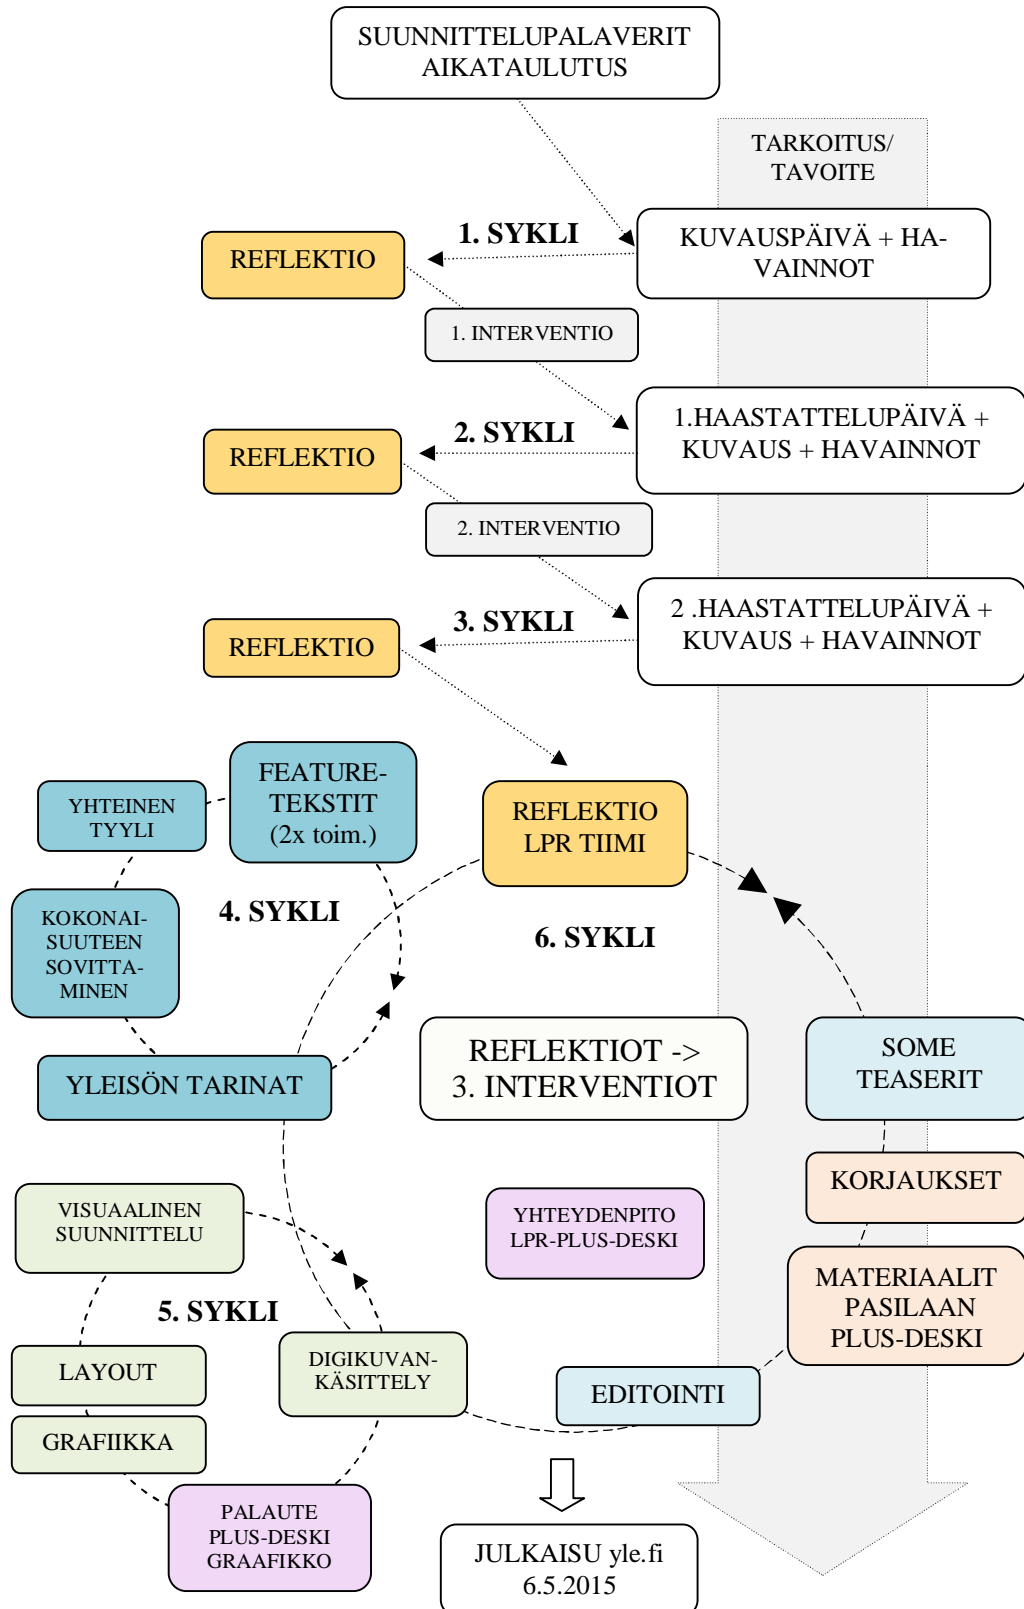 SUUNNITTELUPALAVERIT
AIKATAULUTUS
TARKOITUS/
TAVOITE
1. SYKLI
KUVAUSPÄIVÄ + HA-
VAINNOT
REFLEKTIO
1. INTERVENTIO
1.HAASTATTELUPÄIVÄ +
KUVAUS + HAVAINNOT
2. SYKLI
REFLEKTIO
2. INTERVENTIO
2 .HAASTATTELUPÄIVÄ +
KUVAUS + HAVAINNOT
3. SYKLI
REFLEKTIO
FEATURE-
TEKSTIT
(2x toim.)
YHTEINEN
TYYLI
REFLEKTIO
LPR TIIMI
4. SYKLI
KOKONAI-
SUUTEEN
SOVITTA-
MINEN
6. SYKLI
YLEISÖN TARINAT
REFLEKTIOT ->
3. INTERVENTIOT
SOME
TEASERIT
KORJAUKSET
VISUAALINEN
SUUNNITTELU
YHTEYDENPITO
LPR-PLUS-DESKI
MATERIAALIT
PASILAAN
PLUS-DESKI
5. SYKLI
LAYOUT
DIGIKUVAN-
KÄSITTELY
EDITOINTI
GRAFIIKKA
PALAUTE
PLUS-DESKI
GRAAFIKKO
JULKAISU yle.fi
6.5.2015